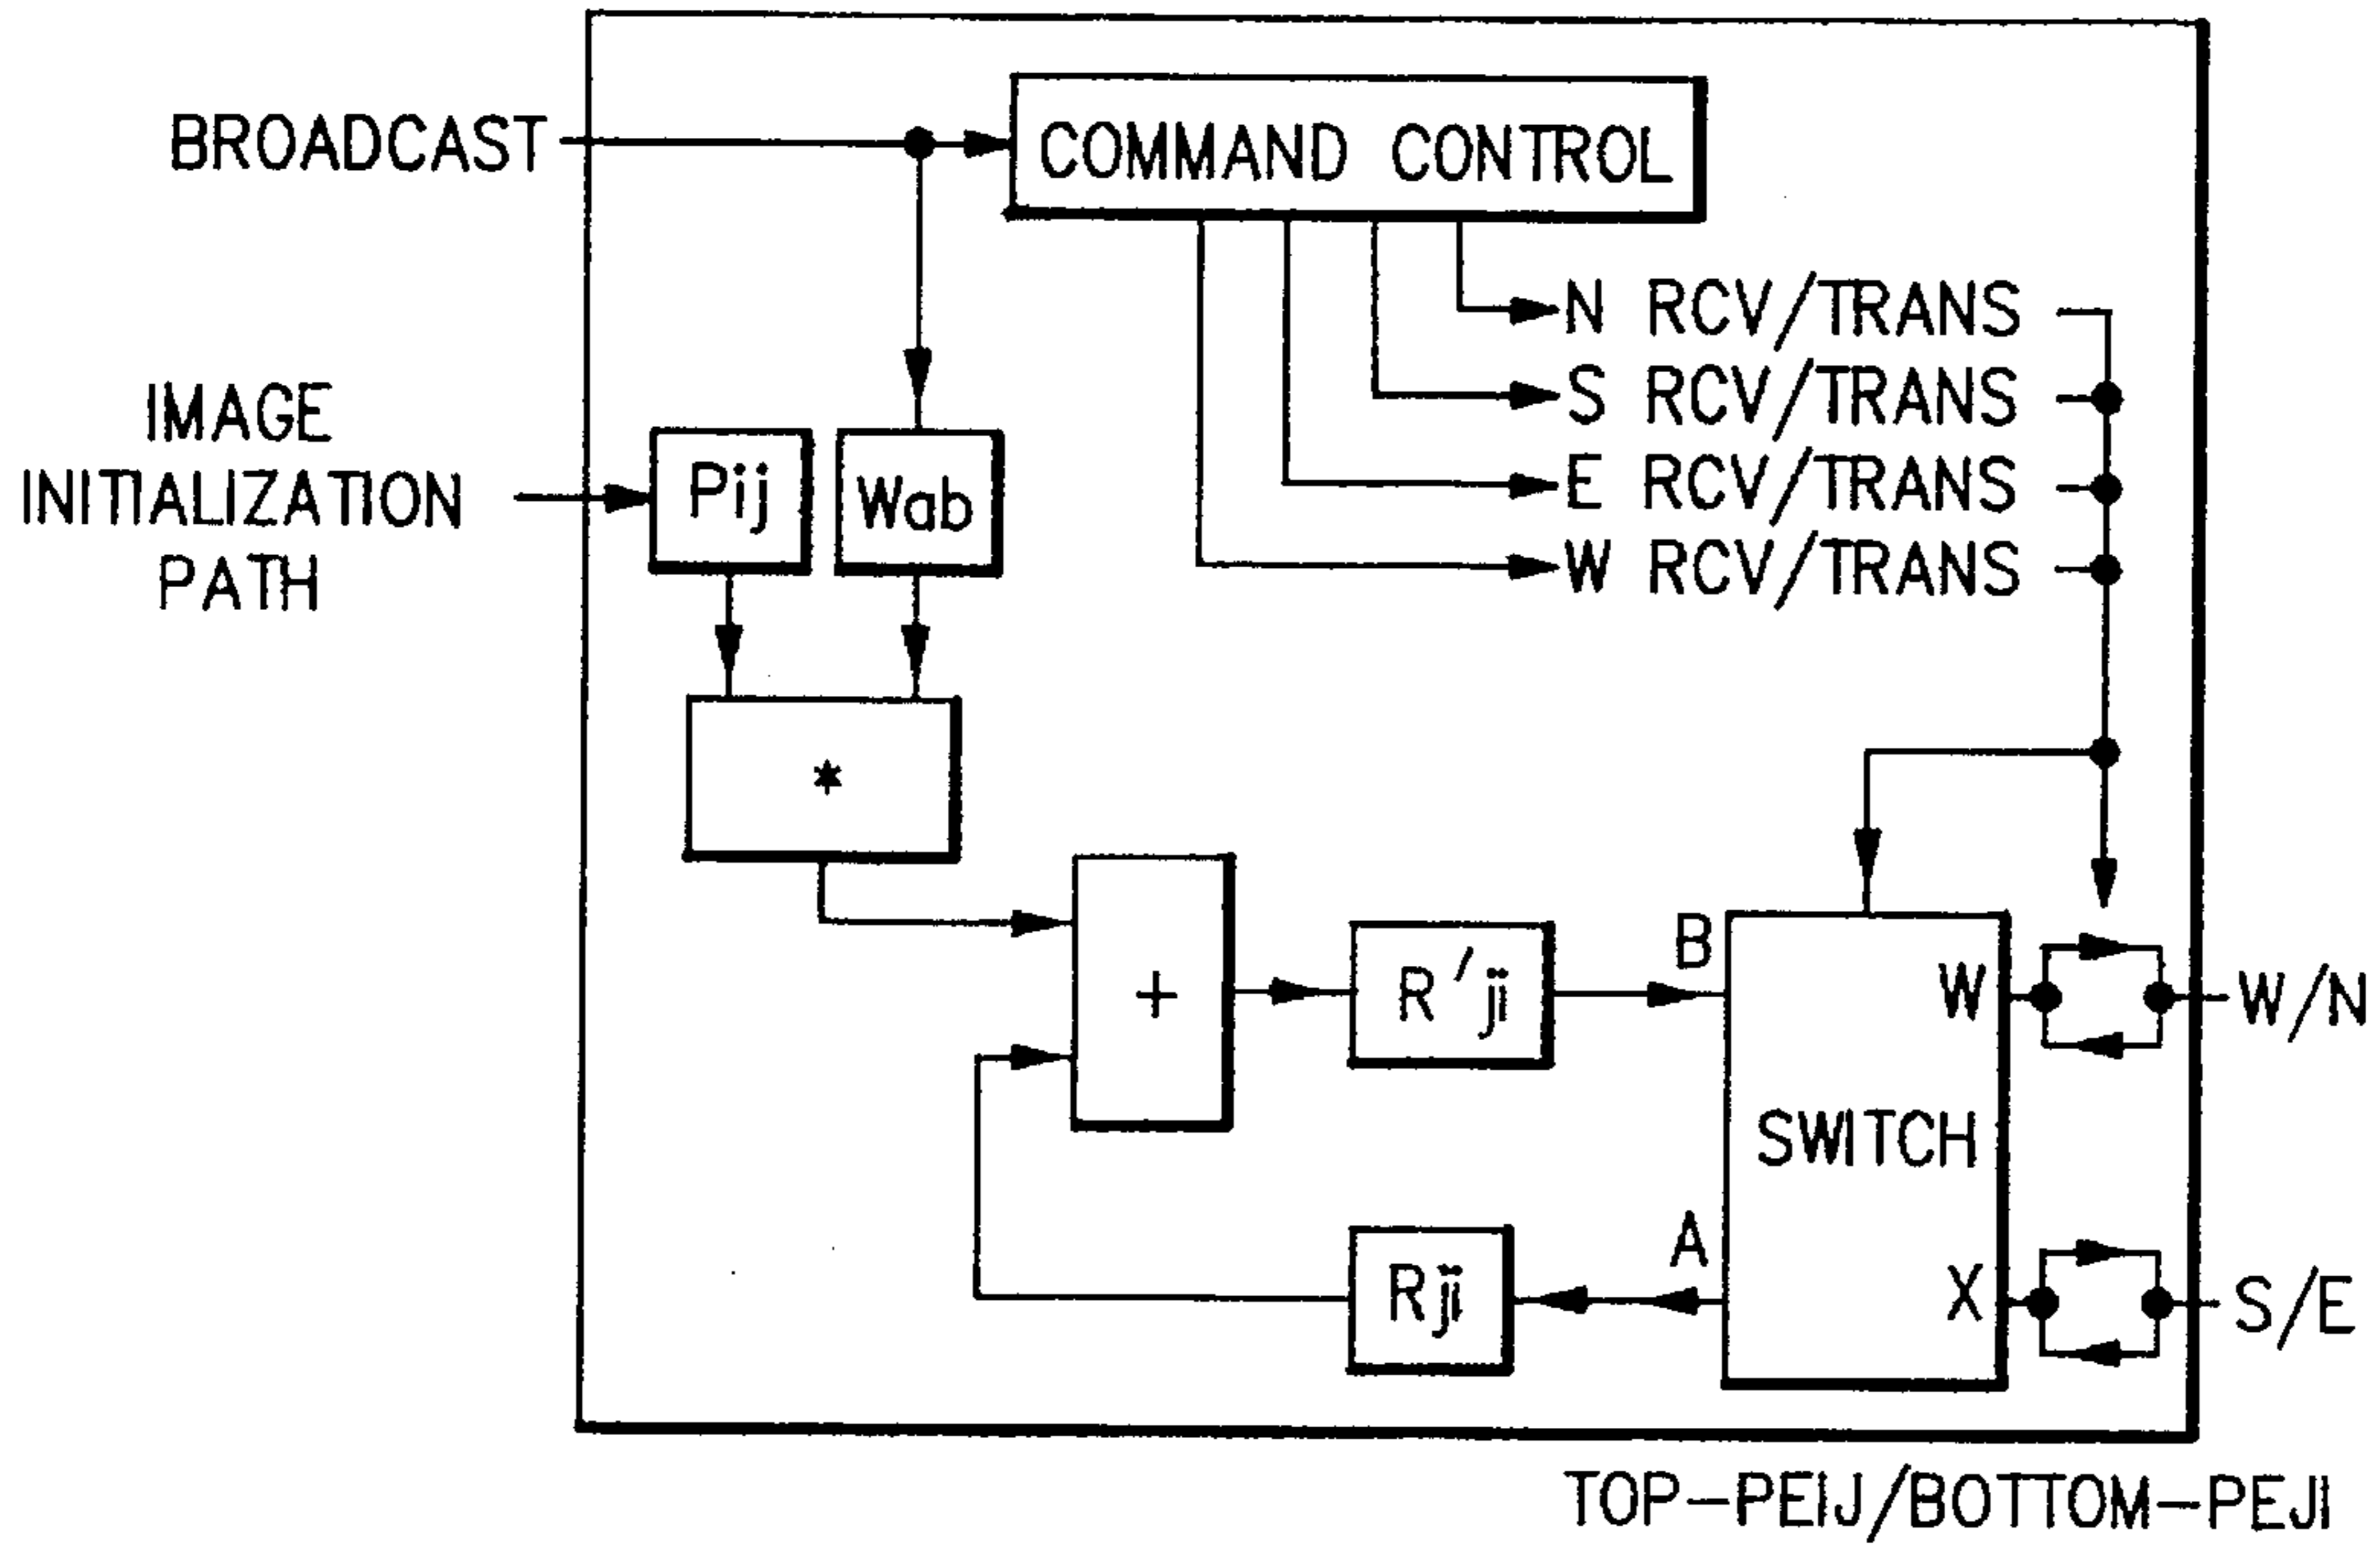 BROADCAST
COMMAND CONTROL
N RCV/TRANS
S RCV/TRANS
E RCV/TRANS
W RCV/TRANS
IMAGE
INITIALIZATION
PATH
Pij
Wab
*
+
R'ji
B
W
W/N
SWITCH
Rji
A
X
S/E
TOP-PEIJ/BOTTOM-PEJI